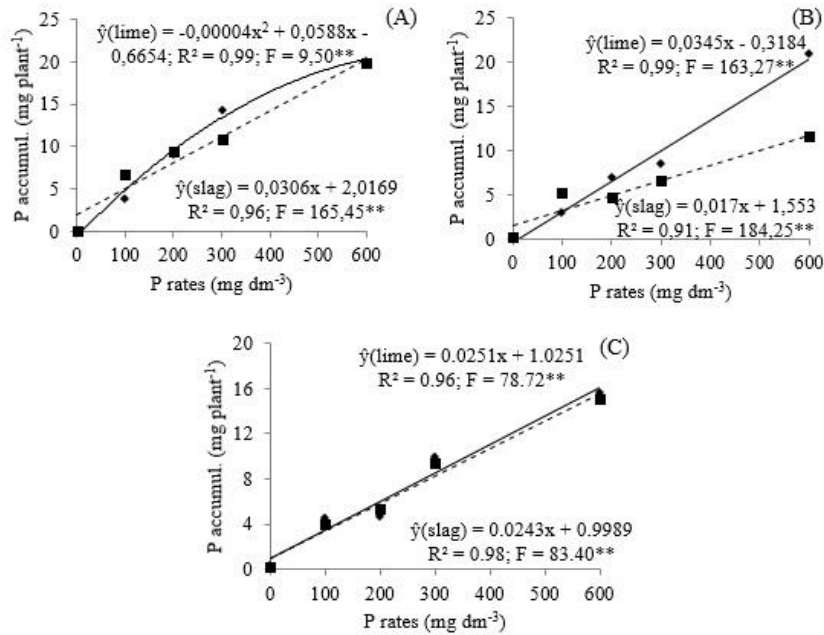 (A)
ŷ(lime) = -0,00004x² + 0,0588x -
0,6654; R² = 0,99; F = 9,50**
ŷ(slag) = 0,0306x + 2,0169
R² = 0,96; F = 165,45**
P accumul. (mg plant⁻¹)
25
20
15
10
5
0
0 100 200 300 400 500 600
P rates (mg dm⁻³)
(B)
ŷ(lime) = 0,0345x - 0,3184
R² = 0,99; F = 163,27**
ŷ(slag) = 0,017x + 1,553
R² = 0,91; F = 184,25**
P accumul. (mg plant⁻¹)
25
20
15
10
5
0
0 100 200 300 400 500 600
P rates (mg dm⁻³)
(C)
ŷ(lime) = 0.0251x + 1.0251
R² = 0.96; F = 78.72**
ŷ(slag) = 0.0243x + 0.9989
R² = 0.98; F = 83.40**
P accumul. (mg plant⁻¹)
20
16
12
8
4
0
0 100 200 300 400 500 600
P rates (mg dm⁻³)